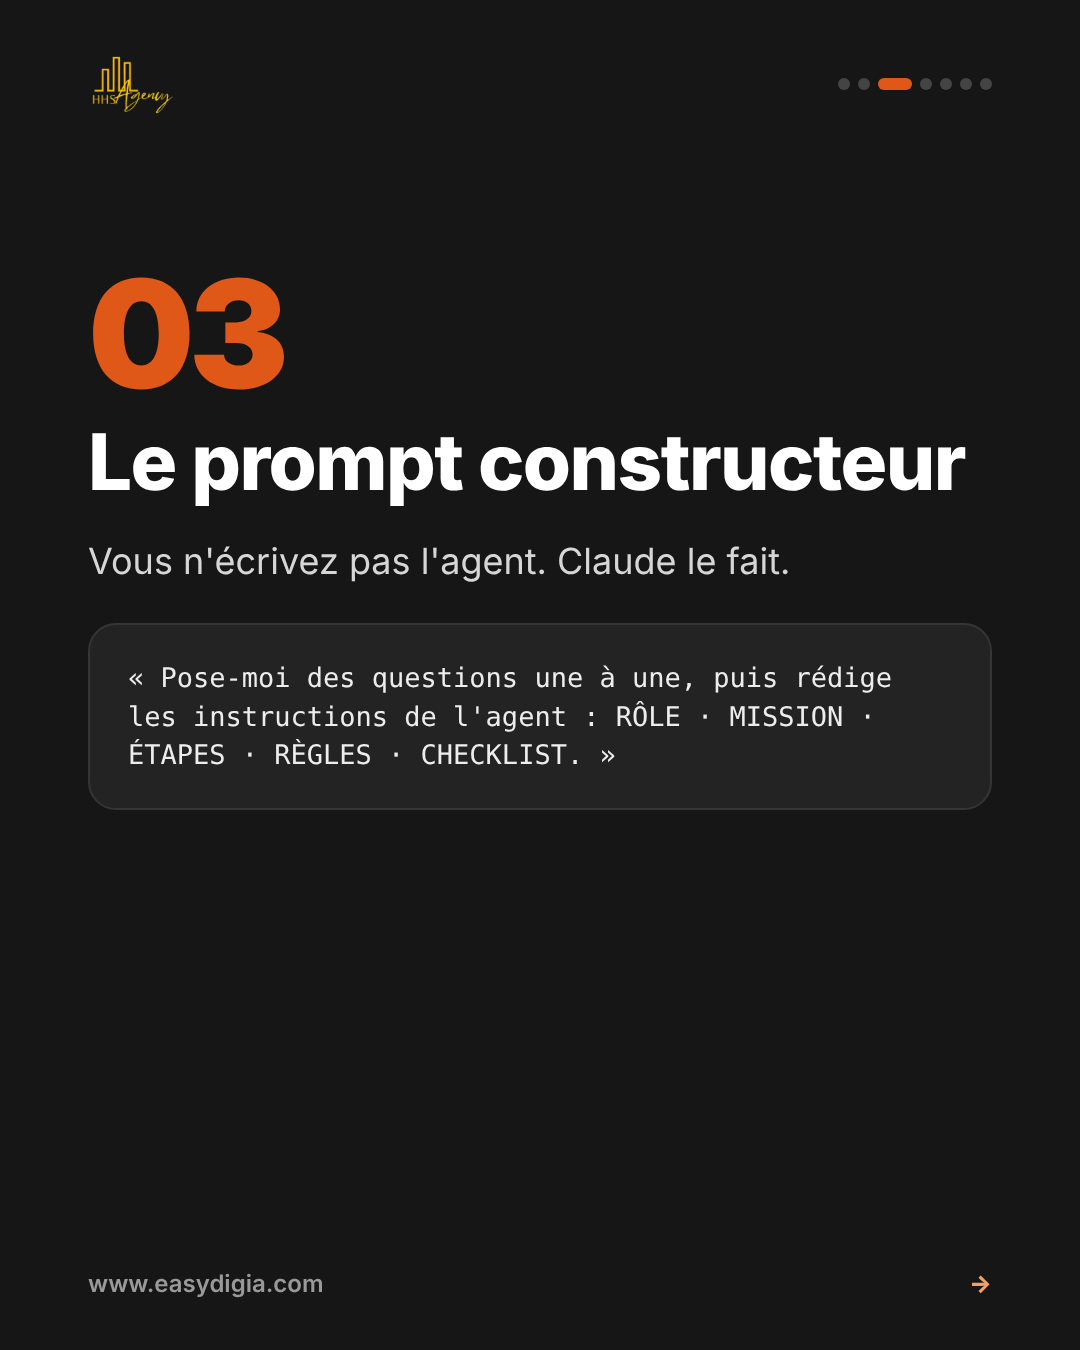 HHS Agency
03
Le prompt constructeur
Vous n'écrivez pas l'agent. Claude le fait.
« Pose-moi des questions une à une, puis rédige
les instructions de l'agent : RÔLE · MISSION ·
ÉTAPES · RÈGLES · CHECKLIST. »
www.easydigia.com
→